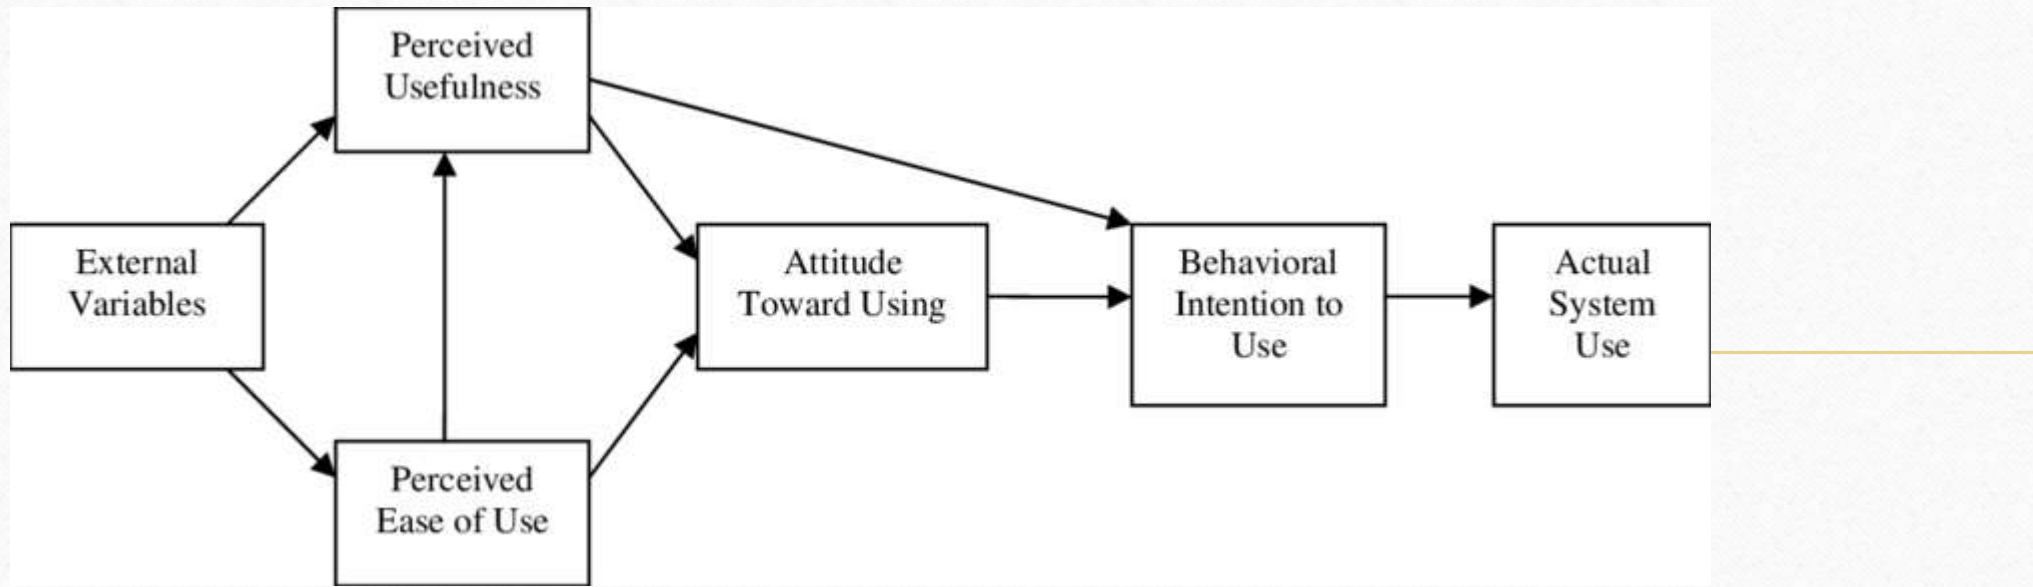 Perceived
Usefulness
External
Variables
Attitude
Toward Using
Behavioral
Intention to
Use
Actual
System
Use
Perceived
Ease of Use